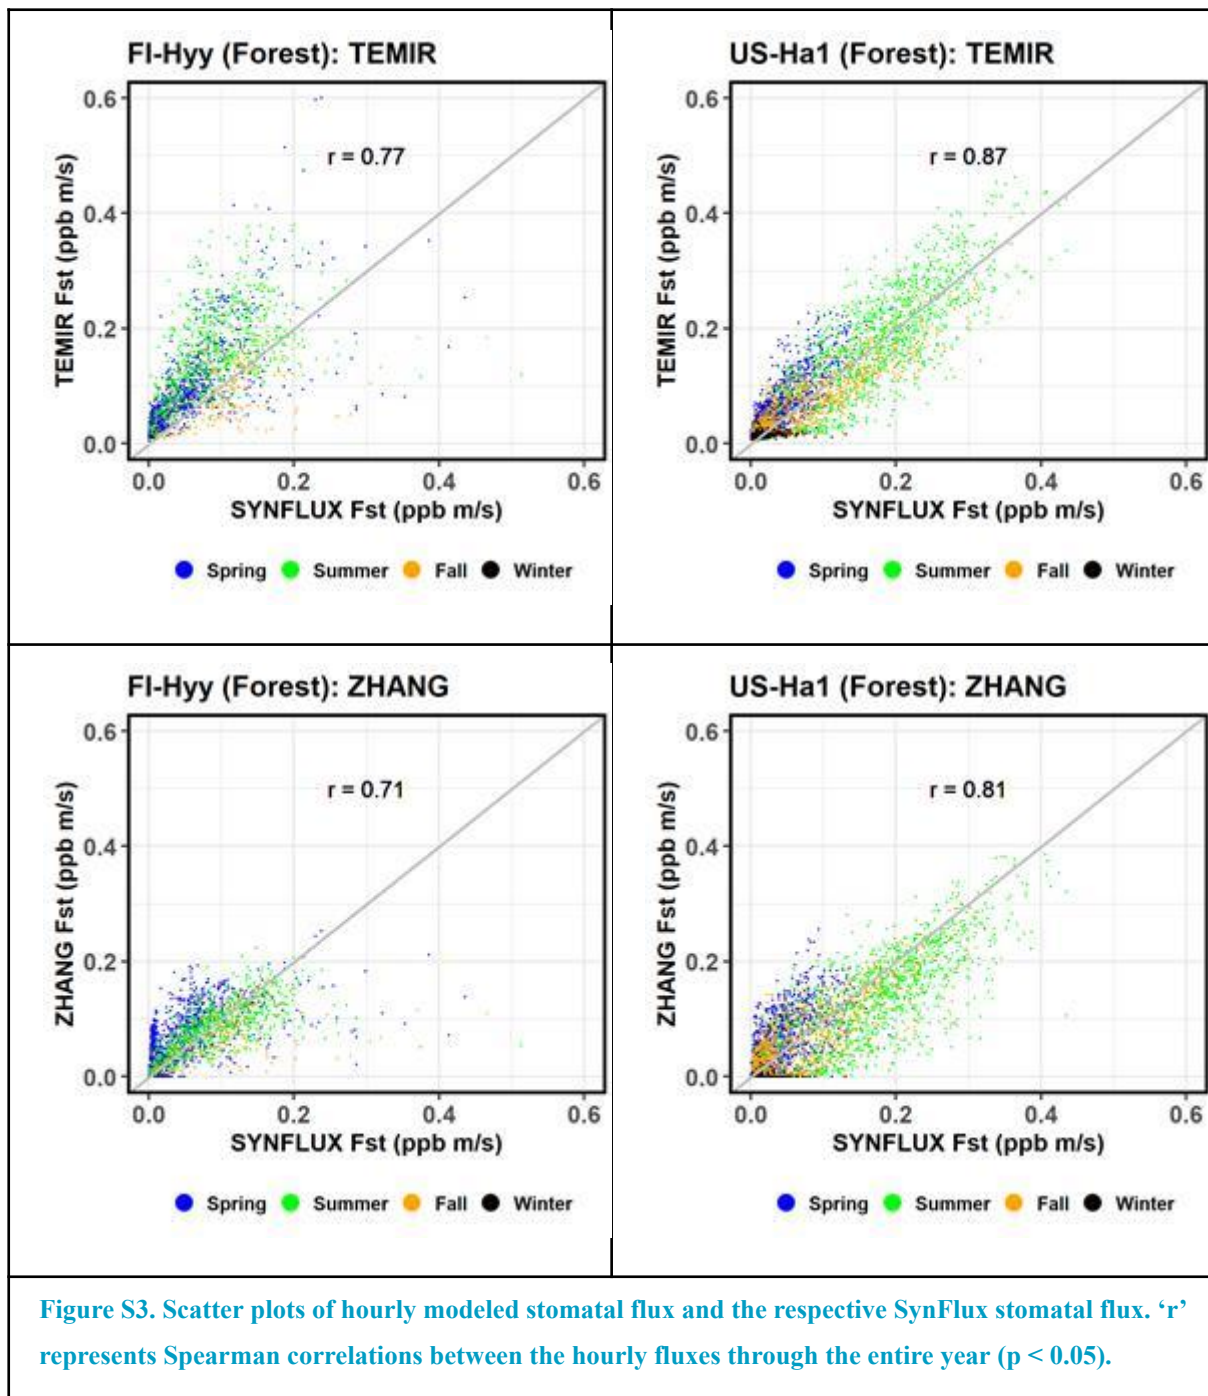 FI-Hyy (Forest): TEMIR
TEMIR Fst (ppb m/s)
0.6
0.4
0.2
0.0
r = 0.77
0.0 0.2 0.4 0.6
SYNFLUX Fst (ppb m/s)
Spring Summer Fall Winter
US-Ha1 (Forest): TEMIR
TEMIR Fst (ppb m/s)
0.6
0.4
0.2
0.0
r = 0.87
0.0 0.2 0.4 0.6
SYNFLUX Fst (ppb m/s)
Spring Summer Fall Winter
FI-Hyy (Forest): ZHANG
ZHANG Fst (ppb m/s)
0.6
0.4
0.2
0.0
r = 0.71
0.0 0.2 0.4 0.6
SYNFLUX Fst (ppb m/s)
Spring Summer Fall Winter
US-Ha1 (Forest): ZHANG
ZHANG Fst (ppb m/s)
0.6
0.4
0.2
0.0
r = 0.81
0.0 0.2 0.4 0.6
SYNFLUX Fst (ppb m/s)
Spring Summer Fall Winter
Figure S3. Scatter plots of hourly modeled stomatal flux and the respective SynFlux stomatal flux. ‘r’
represents Spearman correlations between the hourly fluxes through the entire year (p < 0.05).